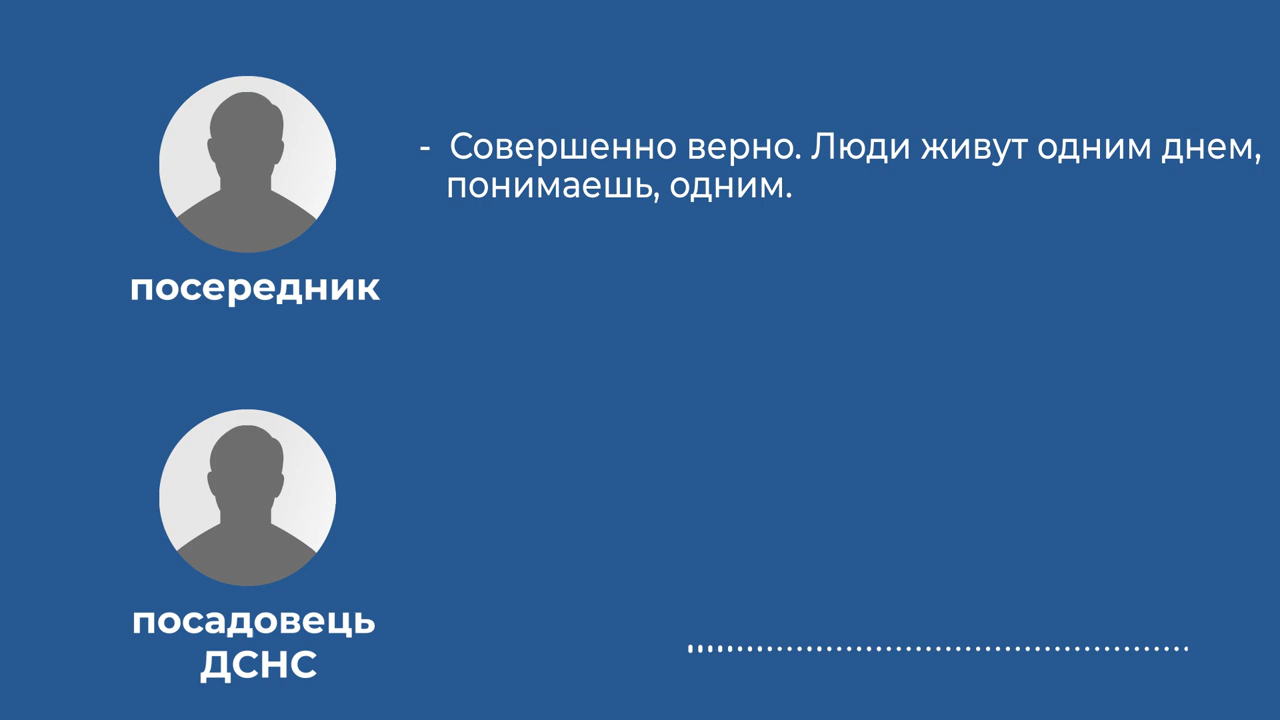 - Совершенно верно. Люди живут одним днем,
понимаешь, одним.
посередник
посадовець
ДСНС